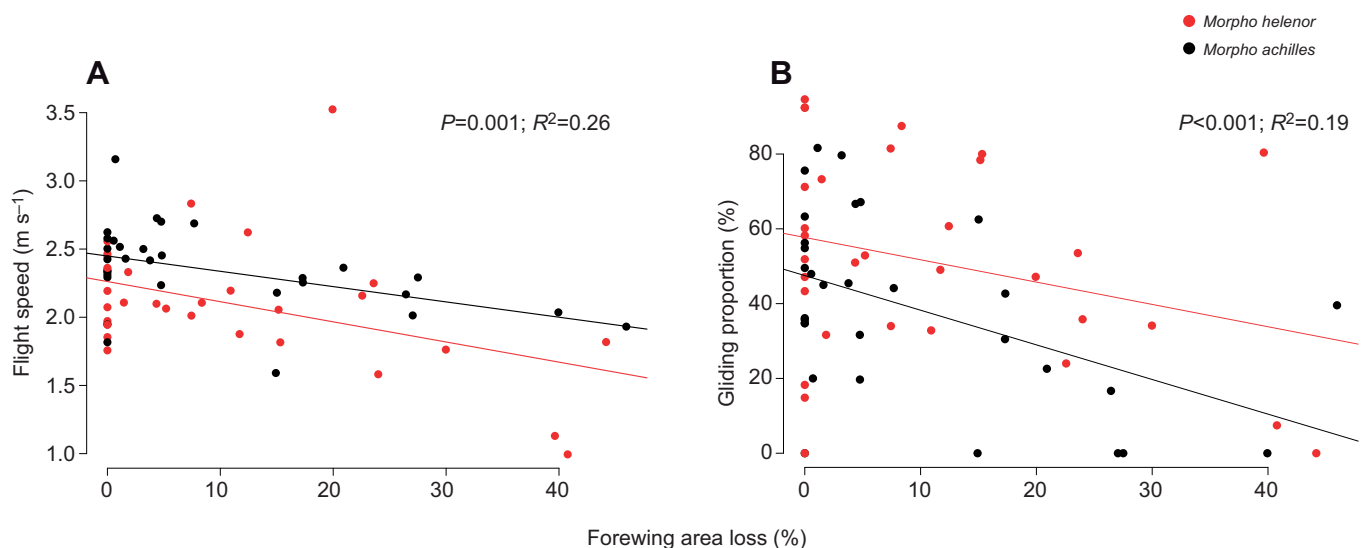 Morpho helenor
Morpho achilles
A
P=0.001; R²=0.26
Flight speed (m s⁻¹)
3.5
3.0
2.5
2.0
1.5
1.0
0
10
20
30
40
B
P<0.001; R²=0.19
Gliding proportion (%)
80
60
40
20
0
0
10
20
30
40
Forewing area loss (%)